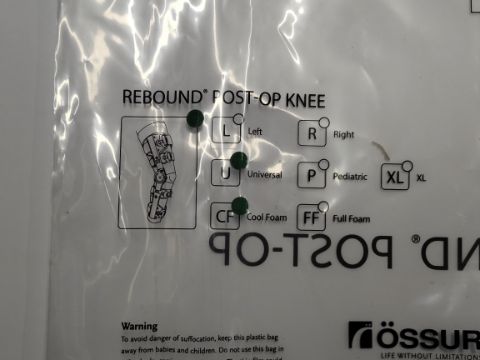 REBOUND® POST-OP KNEE
L Left R Right
U Universal P Pediatric XL XL
CF Cool Foam FF Full Foam
ND® POST-OP
Warning
To avoid danger of suffocation, keep this plastic bag
away from babies and children. Do not use this bag in
ÖSSUR
LIFE WITHOUT LIMITATIONS